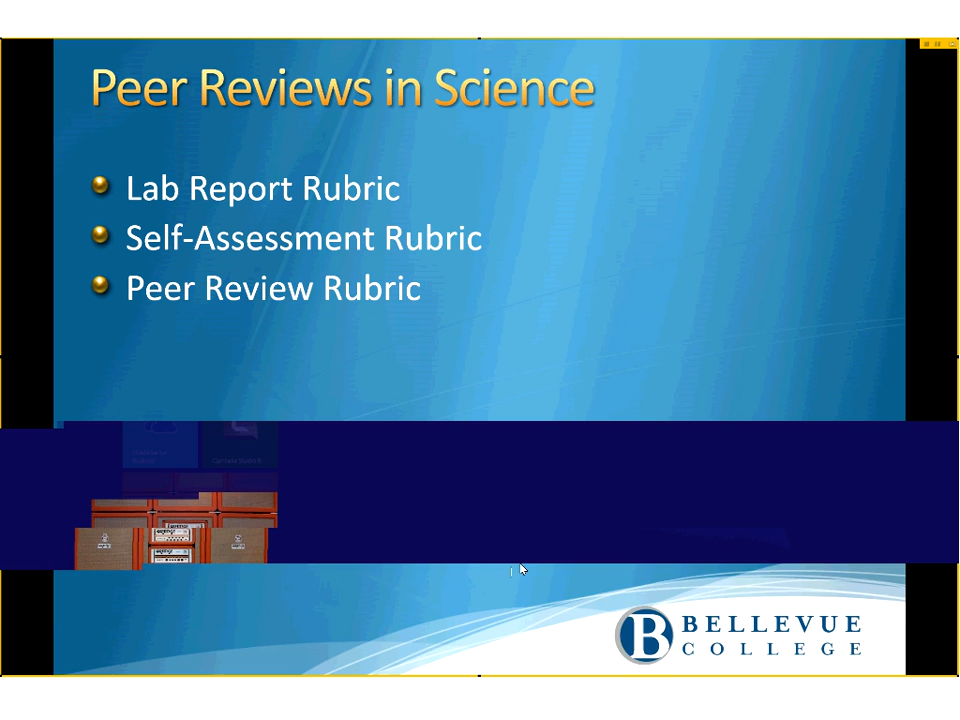 Peer Reviews in Science
Lab Report Rubric
Self-Assessment Rubric
Peer Review Rubric
BELLEVUE
COLLEGE